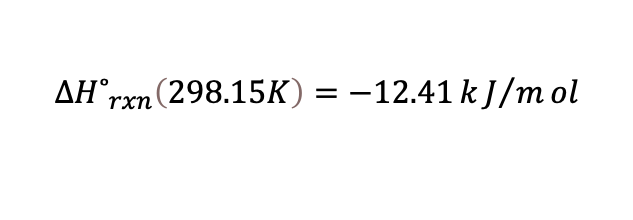 ΔH°rxn(298.15K) = −12.41 kJ/mol